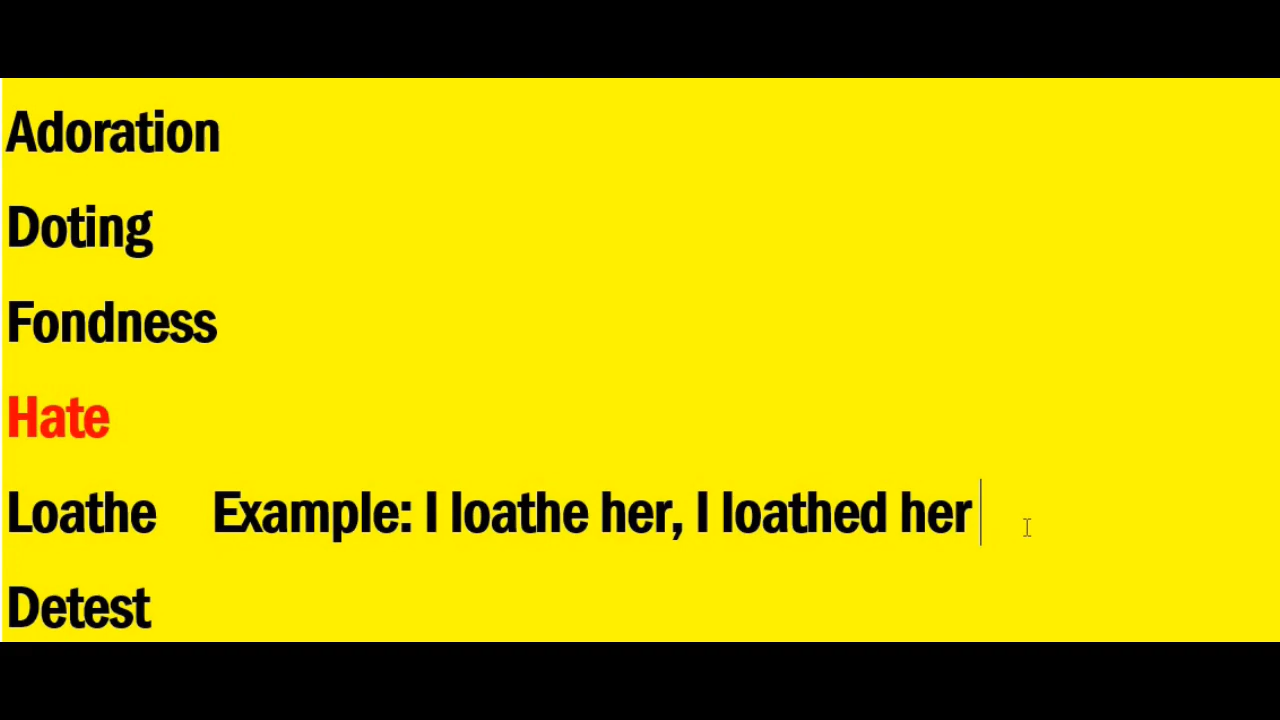 Adoration
Doting
Fondness
Hate
Loathe Example: I loathe her, I loathed her
Detest